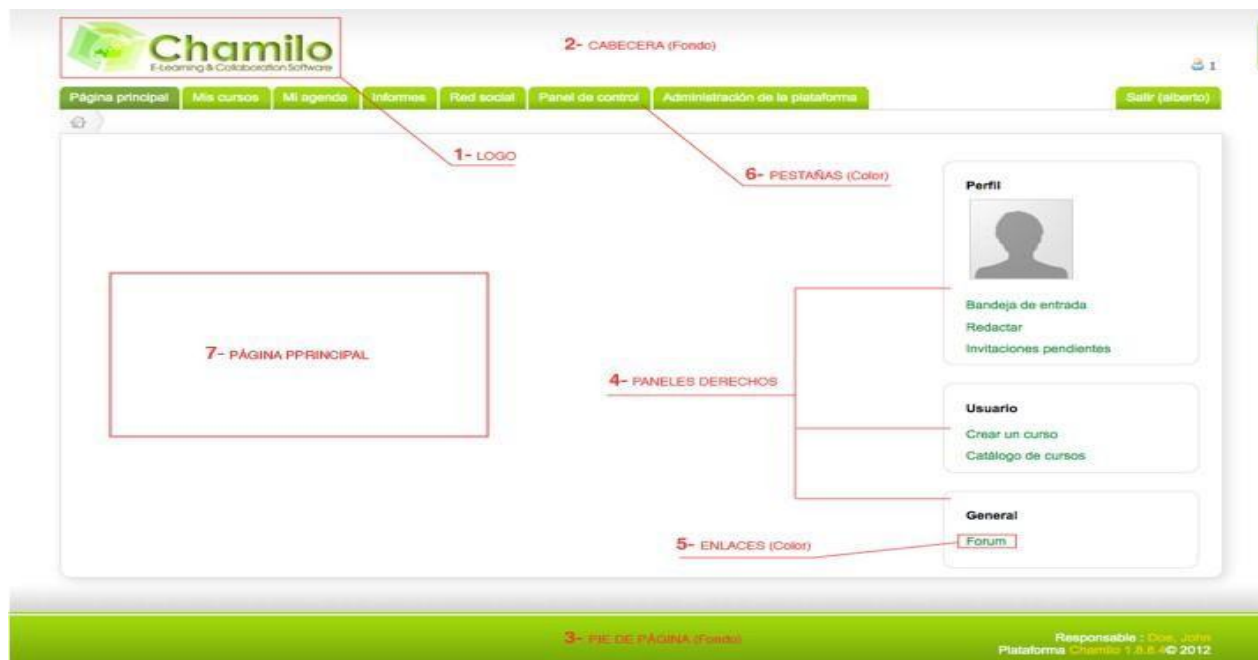 Chamilo
E-Learning & Collaboration Software
2- CABECERA (Fondo)
1
Página principal Mis cursos Mi agenda Informes Red social Panel de control Administración de la plataforma Salir (alberto)
1- LOGO
6- PESTAÑAS (Color)
Perfil
Bandeja de entrada
Redactar
Invitaciones pendientes
7- PÁGINA PPRINCIPAL
4- PANELES DERECHOS
Usuario
Crear un curso
Catálogo de cursos
General
5- ENLACES (Color)
Forum
3- PIE DE PÁGINA (Fondo)
Responsable : Doe, John
Plataforma Chamilo 1.8.8.4© 2012